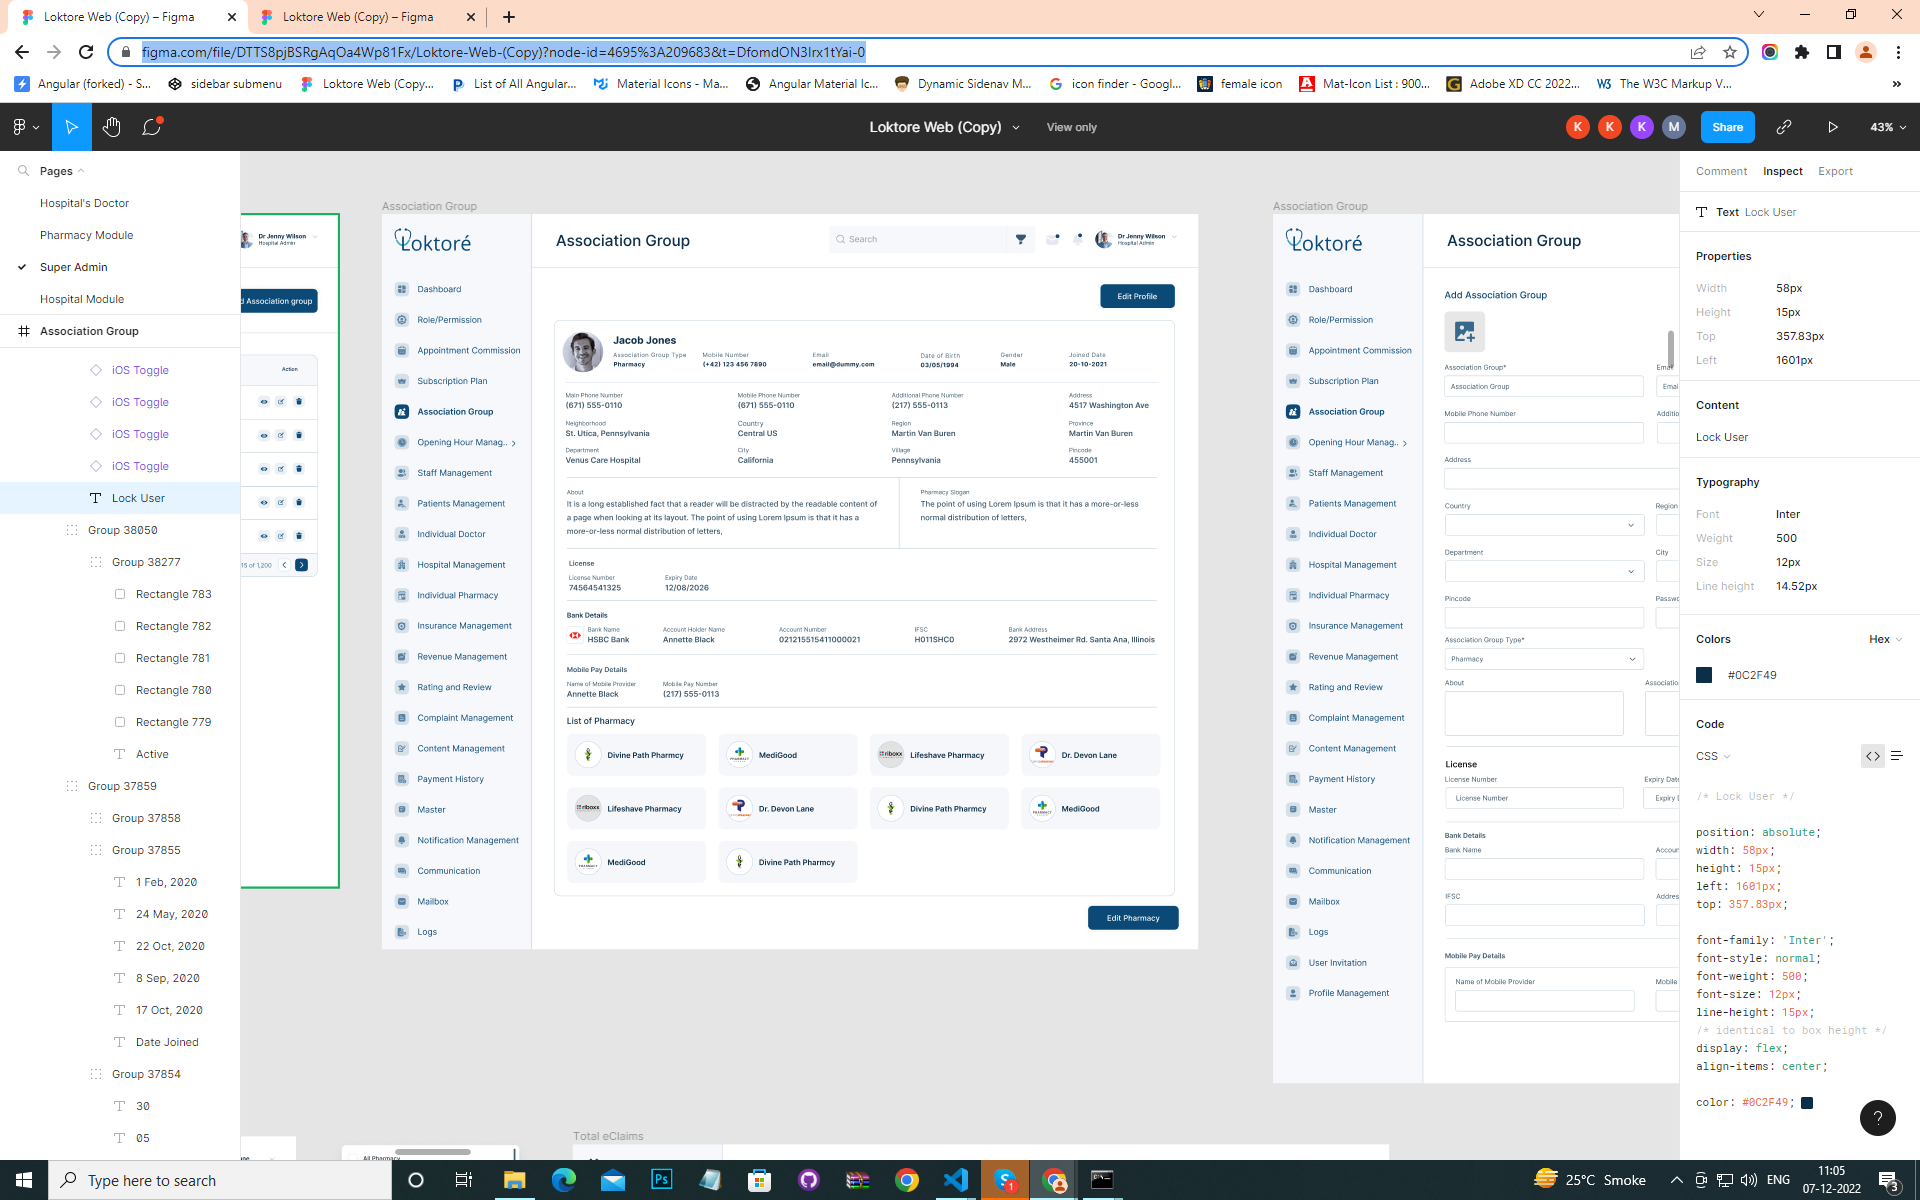 Loktore Web (Copy) – Figma
Loktore Web (Copy) – Figma
figma.com/file/DTTS8pjBSRgAqOa4Wp81Fx/Loktore-Web-(Copy)?node-id=4695%3A209683&t=DfomdON3Irx1tYai-0
Angular (forked) - S...
sidebar submenu
Loktore Web (Copy...
List of All Angular...
Material Icons - Ma...
Angular Material Ic...
Dynamic Sidenav M...
icon finder - Googl...
female icon
Mat-Icon List : 900...
Adobe XD CC 2022...
The W3C Markup V...
Loktore Web (Copy)
View only
K
K
K
M
Share
43%
Pages
Hospital's Doctor
Pharmacy Module
Super Admin
Hospital Module
Association Group
iOS Toggle
iOS Toggle
iOS Toggle
iOS Toggle
Lock User
Group 38050
Group 38277
Rectangle 783
Rectangle 782
Rectangle 781
Rectangle 780
Rectangle 779
Active
Group 37859
Group 37858
Group 37855
1 Feb, 2020
24 May, 2020
22 Oct, 2020
8 Sep, 2020
17 Oct, 2020
Date Joined
Group 37854
30
05
Dr Jenny Wilson
Hospital Admin
d Association group
Action
15 of 1,200
Association Group
Loktoré
Dashboard
Role/Permission
Appointment Commission
Subscription Plan
Association Group
Opening Hour Manag..
Staff Management
Patients Management
Individual Doctor
Hospital Management
Individual Pharmacy
Insurance Management
Revenue Management
Rating and Review
Complaint Management
Content Management
Payment History
Master
Notification Management
Communication
Mailbox
Logs
Association Group
Search
Dr Jenny Wilson
Hospital Admin
Edit Profile
Jacob Jones
Association Group Type
Pharmacy
Mobile Number
(+42) 123 456 7890
Email
email@dummy.com
Date of Birth
03/05/1994
Gender
Male
Joined Date
20-10-2021
Main Phone Number
(671) 555-0110
Mobile Phone Number
(671) 555-0110
Additional Phone Number
(217) 555-0113
Address
4517 Washington Ave
Neighborhood
St. Utica, Pennsylvania
Country
Central US
Region
Martin Van Buren
Province
Martin Van Buren
Department
Venus Care Hospital
City
California
Village
Pennsylvania
Pincode
455001
About
It is a long established fact that a reader will be distracted by the readable content of
a page when looking at its layout. The point of using Lorem Ipsum is that it has a
more-or-less normal distribution of letters,
Pharmacy Slogan
The point of using Lorem Ipsum is that it has a more-or-less
normal distribution of letters,
License
License Number
74564541325
Expiry Date
12/08/2026
Bank Details
Bank Name
HSBC Bank
Account Holder Name
Annette Black
Account Number
021215515411000021
IFSC
H011SHC0
Bank Address
2972 Westheimer Rd. Santa Ana, Illinois
Mobile Pay Details
Name of Mobile Provider
Annette Black
Mobile Pay Number
(217) 555-0113
List of Pharmacy
Divine Path Pharmcy
MediGood
Lifeshave Pharmacy
Dr. Devon Lane
Lifeshave Pharmacy
Dr. Devon Lane
Divine Path Pharmcy
MediGood
MediGood
Divine Path Pharmcy
Edit Pharmacy
Total eClaims
All Pharmacy
Association Group
Loktoré
Dashboard
Role/Permission
Appointment Commission
Subscription Plan
Association Group
Opening Hour Manag..
Staff Management
Patients Management
Individual Doctor
Hospital Management
Individual Pharmacy
Insurance Management
Revenue Management
Rating and Review
Complaint Management
Content Management
Payment History
Master
Notification Management
Communication
Mailbox
Logs
User Invitation
Profile Management
Association Group
Add Association Group
Association Group*
Association Group
Email
Mobile Phone Number
Additio
Address
Country
Region
Department
City
Pincode
Passwo
Association Group Type*
Pharmacy
About
Association
License
License Number
License Number
Expiry Date
Expiry D
Bank Details
Bank Name
Accoun
IFSC
Addres
Mobile Pay Details
Name of Mobile Provider
Mobile
Comment
Inspect
Export
Text Lock User
Properties
Width 58px
Height 15px
Top 357.83px
Left 1601px
Content
Lock User
Typography
Font Inter
Weight 500
Size 12px
Line height 14.52px
Colors
Hex
#0C2F49
Code
CSS
/* Lock User */
position: absolute;
width: 58px;
height: 15px;
left: 1601px;
top: 357.83px;
font-family: 'Inter';
font-style: normal;
font-weight: 500;
font-size: 12px;
line-height: 15px;
/* identical to box height */
display: flex;
align-items: center;
color: #0C2F49;
?
Type here to search
25°C Smoke
ENG
11:05
07-12-2022
3